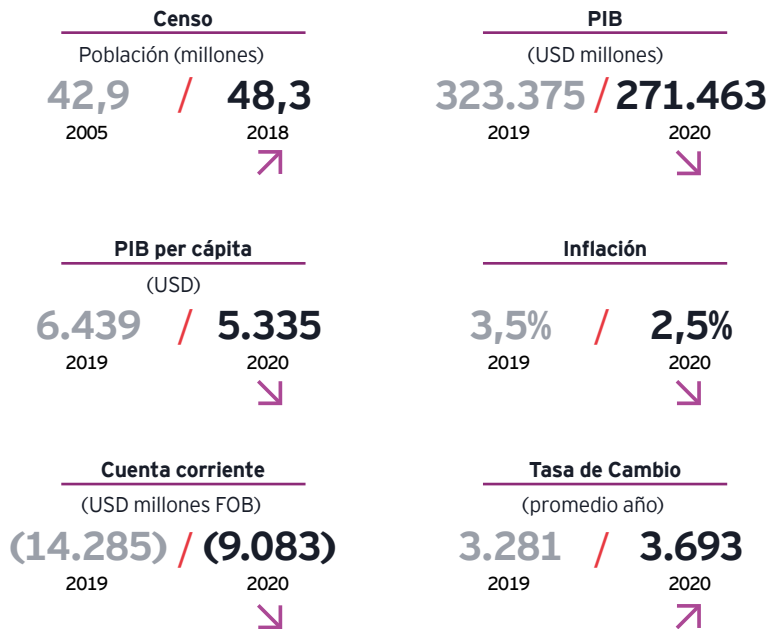 Censo
Población (millones)
42,9 / 48,3
2005 2018
PIB
(USD millones)
323.375 / 271.463
2019 2020
PIB per cápita
(USD)
6.439 / 5.335
2019 2020
Inflación
3,5% / 2,5%
2019 2020
Cuenta corriente
(USD millones FOB)
(14.285) / (9.083)
2019 2020
Tasa de Cambio
(promedio año)
3.281 / 3.693
2019 2020